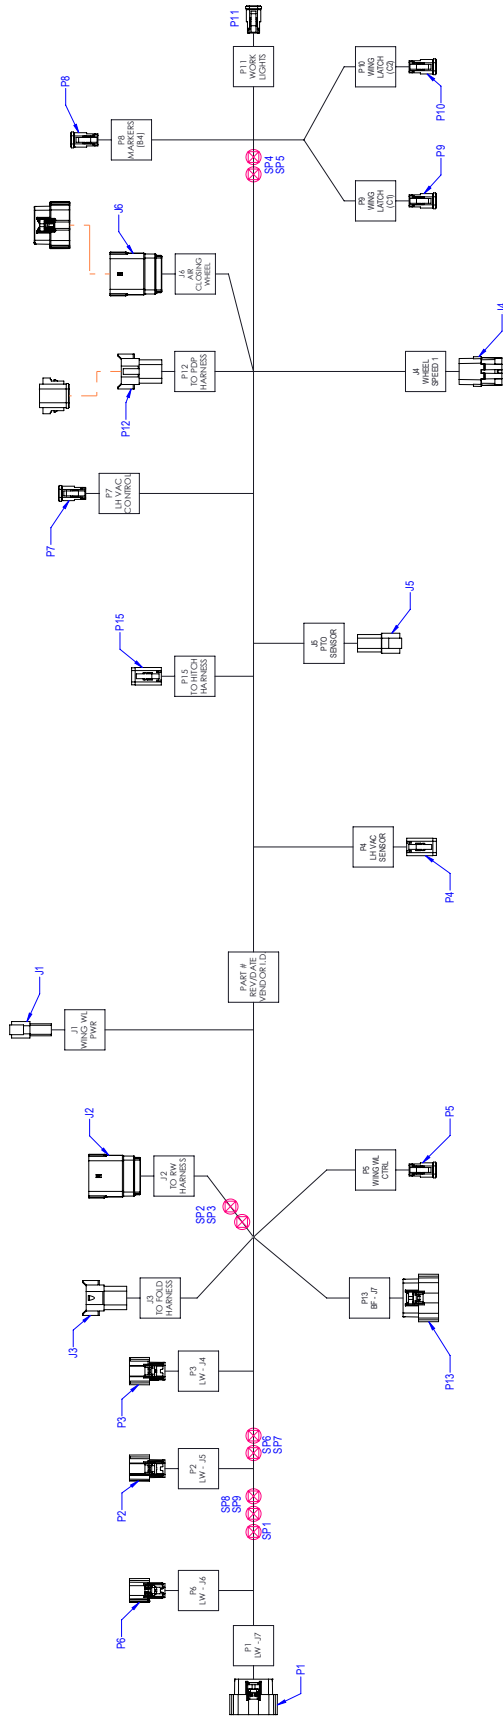 P11
P11
WORK
LIGHTS
P8
P8
MARKERS
(84)
P10
WING
LATCH
(C2)
P10
SP4
SP5
P9
WING
LATCH
(C1)
P9
J6
J6
AIR
CLOSING
WHEEL
P12
P12
TO PDP
HARNESS
J4
WHEEL
SPEED 1
J4
P7
P7
LH VAC
CONTROL
P15
P15
TO HITCH
HARNESS
J5
PTO
SENSOR
J5
P4
LH VAC
SENSOR
P4
PART #
REV/DATE
VENDOR I.D
J1
J1
WING WL
PWR
J2
J2
TO RW
HARNESS
SP2
SP3
P5
WING WL
CTRL
P5
J3
J3
TO FOLD
HARNESS
P13
BF - J7
P13
P3
P3
LW - J4
SP6
SP7
P2
P2
LW - J5
SP8
SP9
SP1
P6
P6
LW - J6
P1
LW -J7
P1